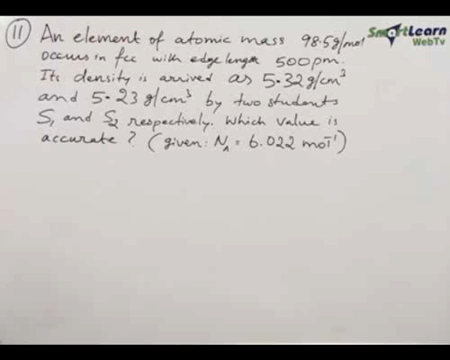 (11) An element of atomic mass 98.5g/mol
occurs in fcc with edge length 500pm.
Its density is arrived as 5.32g/cm³
and 5.23g/cm³ by two students
S₁ and S₂ respectively. Which value is
accurate? (given: Nₐ = 6.022 mol⁻¹)
SmartLearn
WebTv